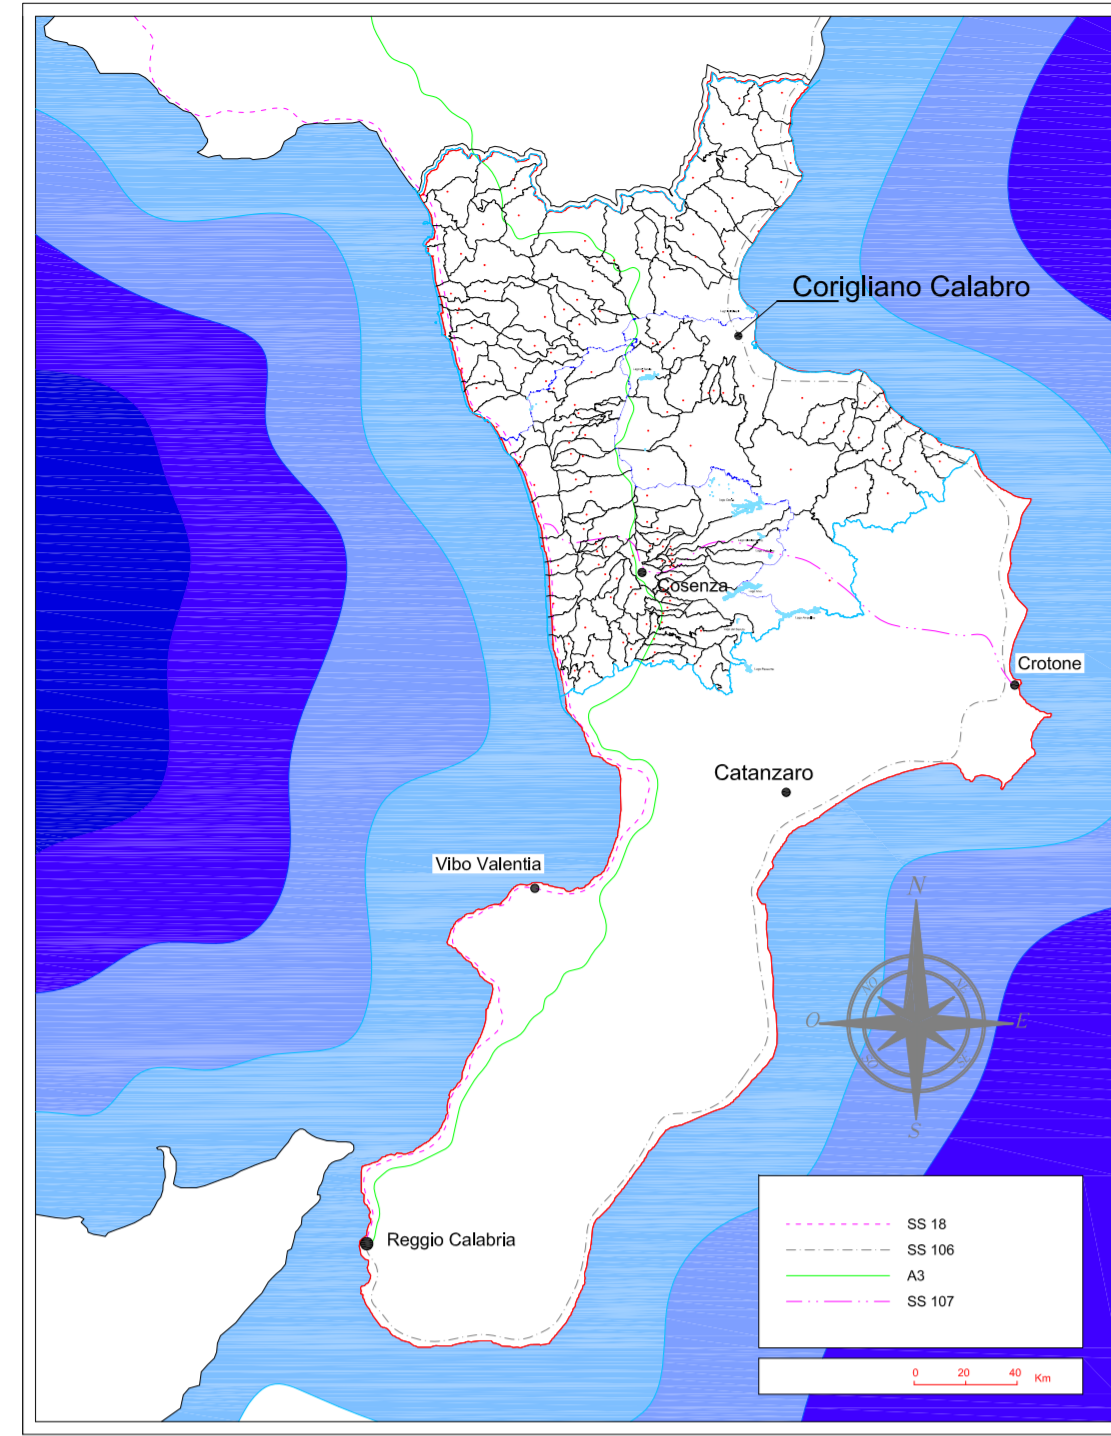 Corigliano Calabro
Cosenza
Crotone
Catanzaro
Vibo Valentia
N
O
E
S
Reggio Calabria
SS 18
SS 106
A3
SS 107
0 20 40 Km